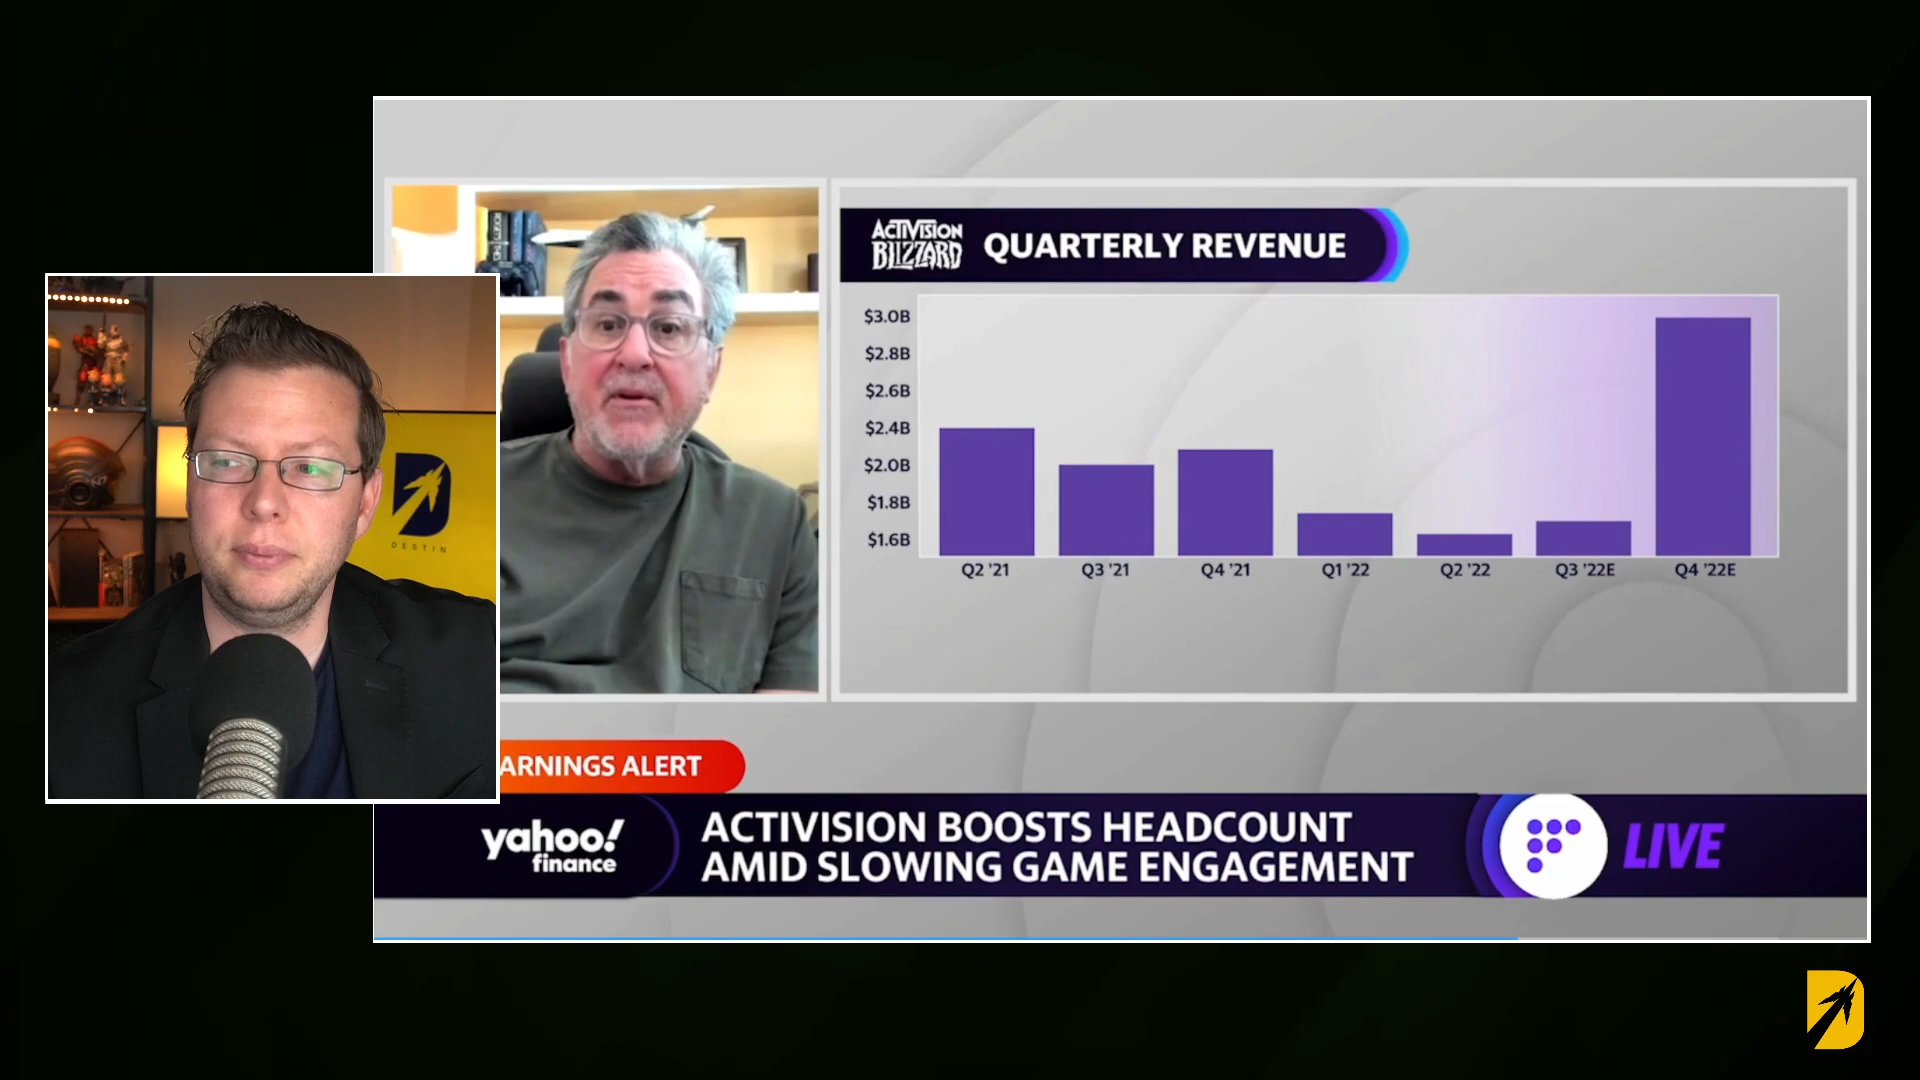 ACTIVISION
BLIZZARD
QUARTERLY REVENUE
$3.0B
$2.8B
$2.6B
$2.4B
$2.0B
$1.8B
$1.6B
Q2 '21
Q3 '21
Q4 '21
Q1 '22
Q2 '22
Q3 '22E
Q4 '22E
DESTIN
ARNINGS ALERT
yahoo!
finance
ACTIVISION BOOSTS HEADCOUNT
AMID SLOWING GAME ENGAGEMENT
LIVE